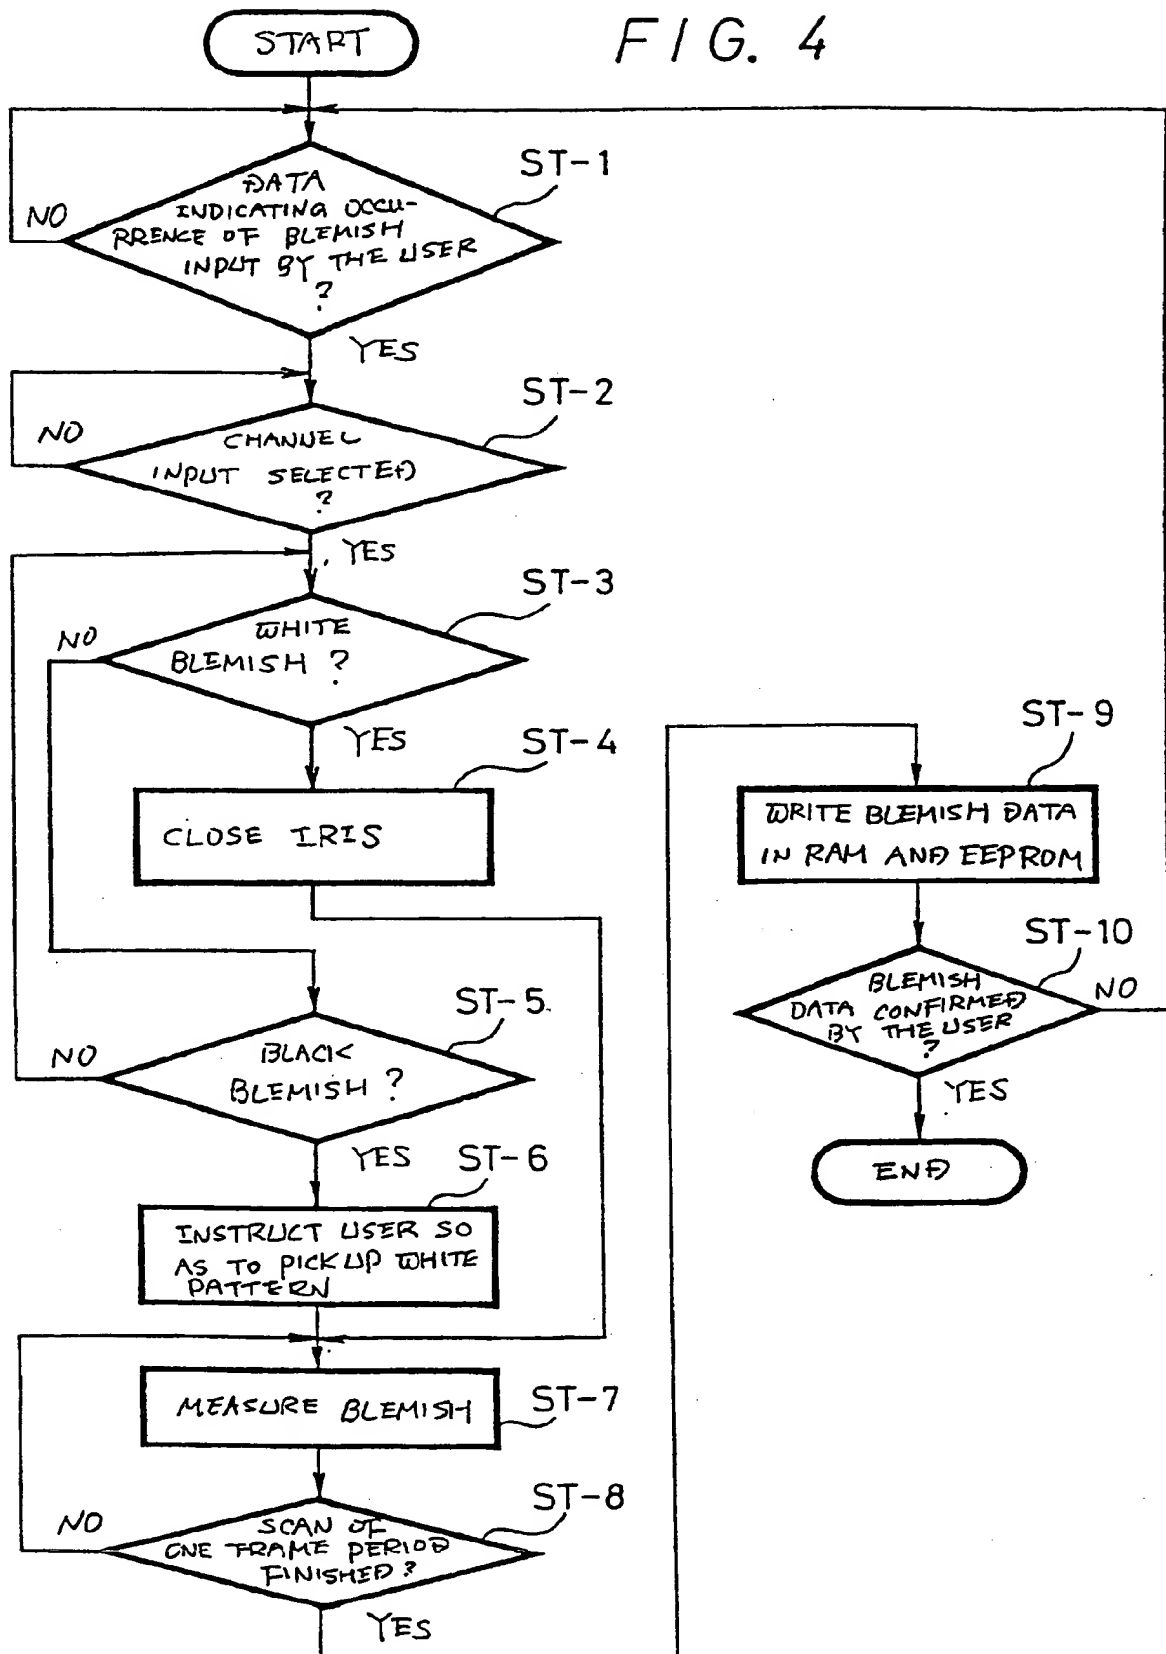 START
FIG. 4
ST-1
DATA
INDICATING OCCU-
RRENCE OF BLEMISH
INPUT BY THE USER
?
NO
YES
ST-2
CHANNEL
INPUT SELECTED
?
NO
YES
ST-3
WHITE
BLEMISH ?
NO
YES
ST-4
CLOSE IRIS
ST-5
BLACK
BLEMISH ?
NO
YES
ST-6
INSTRUCT USER SO
AS TO PICK UP WHITE
PATTERN
MEASURE BLEMISH
ST-7
ST-8
SCAN OF
ONE FRAME PERIOD
FINISHED ?
NO
YES
ST-9
WRITE BLEMISH DATA
IN RAM AND EEPROM
ST-10
BLEMISH
DATA CONFIRMED
BY THE USER
?
NO
YES
END